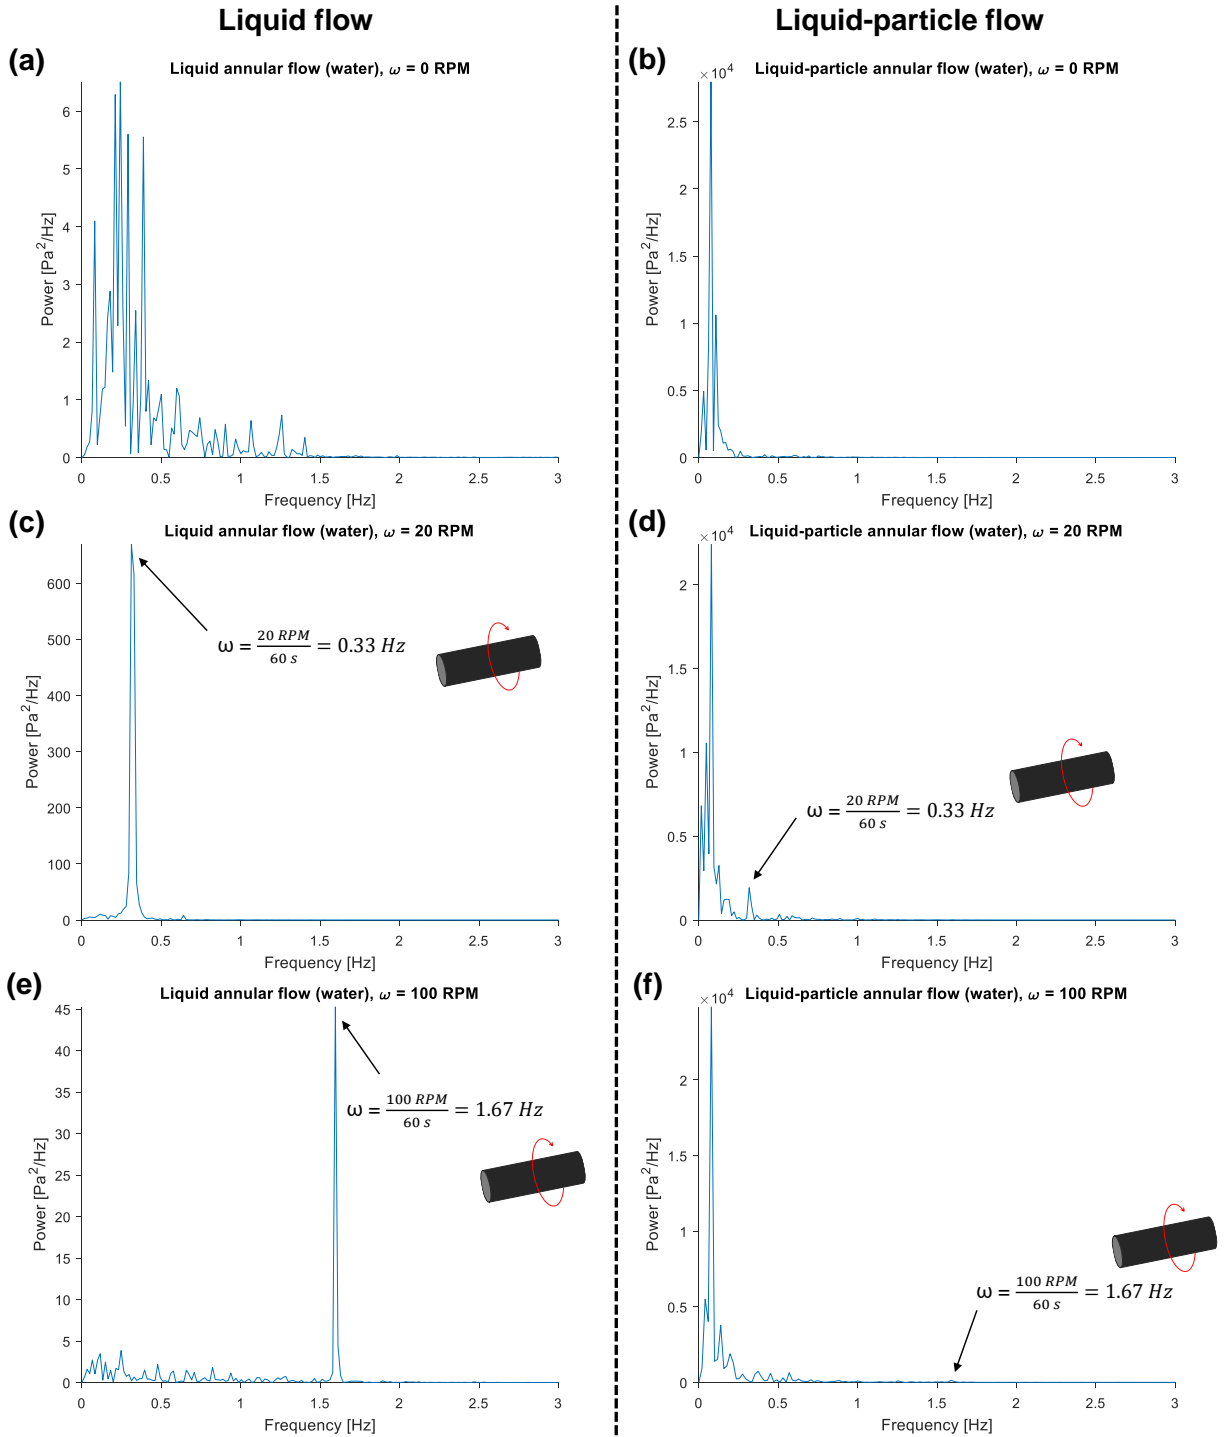 Liquid flow
Liquid-particle flow
(a)
Liquid annular flow (water), ω = 0 RPM
6
5
4
3
2
1
0
Power [Pa²/Hz]
0 0.5 1 1.5 2 2.5 3
Frequency [Hz]
(b)
×10⁴
Liquid-particle annular flow (water), ω = 0 RPM
2.5
2
1.5
1
0.5
0
Power [Pa²/Hz]
0 0.5 1 1.5 2 2.5 3
Frequency [Hz]
(c)
Liquid annular flow (water), ω = 20 RPM
600
500
400
300
200
100
0
Power [Pa²/Hz]
ω = 20 RPM / 60 s = 0.33 Hz
0 0.5 1 1.5 2 2.5 3
Frequency [Hz]
(d)
×10⁴
Liquid-particle annular flow (water), ω = 20 RPM
2
1.5
1
0.5
0
Power [Pa²/Hz]
ω = 20 RPM / 60 s = 0.33 Hz
0 0.5 1 1.5 2 2.5 3
Frequency [Hz]
(e)
Liquid annular flow (water), ω = 100 RPM
45
40
35
30
25
20
15
10
5
0
Power [Pa²/Hz]
ω = 100 RPM / 60 s = 1.67 Hz
0 0.5 1 1.5 2 2.5 3
Frequency [Hz]
(f)
×10⁴
Liquid-particle annular flow (water), ω = 100 RPM
2
1.5
1
0.5
0
Power [Pa²/Hz]
ω = 100 RPM / 60 s = 1.67 Hz
0 0.5 1 1.5 2 2.5 3
Frequency [Hz]